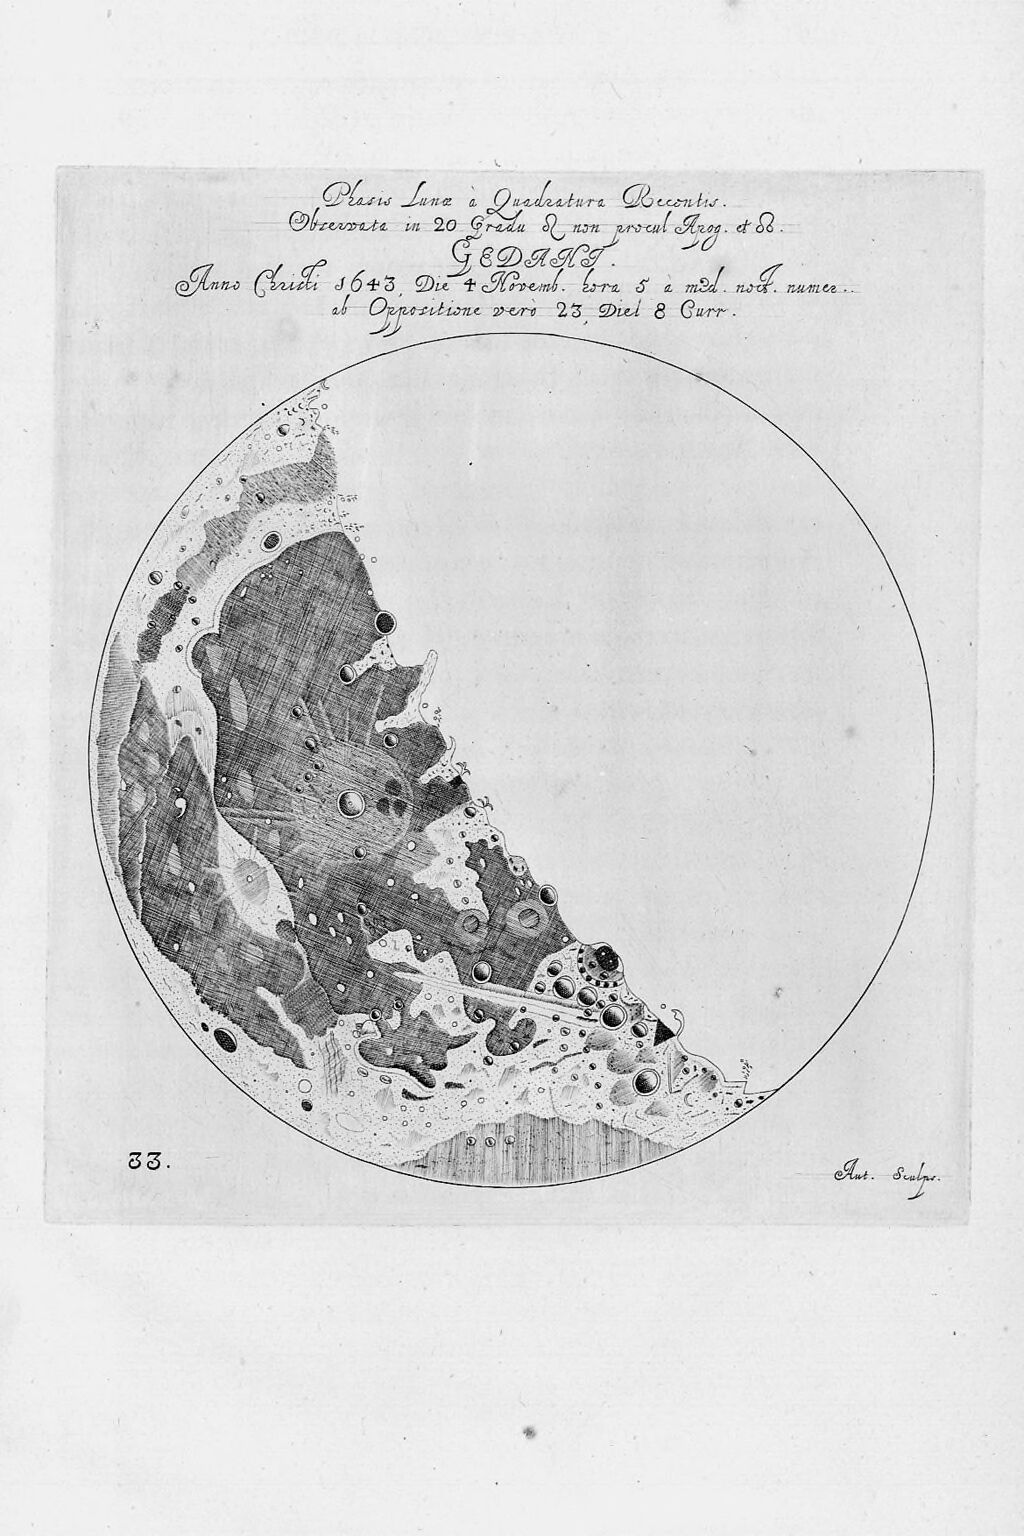 Phasis Lunæ à Quadratura Recentis.
Observata in 20 Gradu ♌ non procul Apog. et ☊.
GEDANI.
Anno Christi 1643, Die 4 Novemb. hora 5 à med. noct. numer..
ab Oppositione verò 23, Diei 8 Curr.
33.
Aut. Sculps.